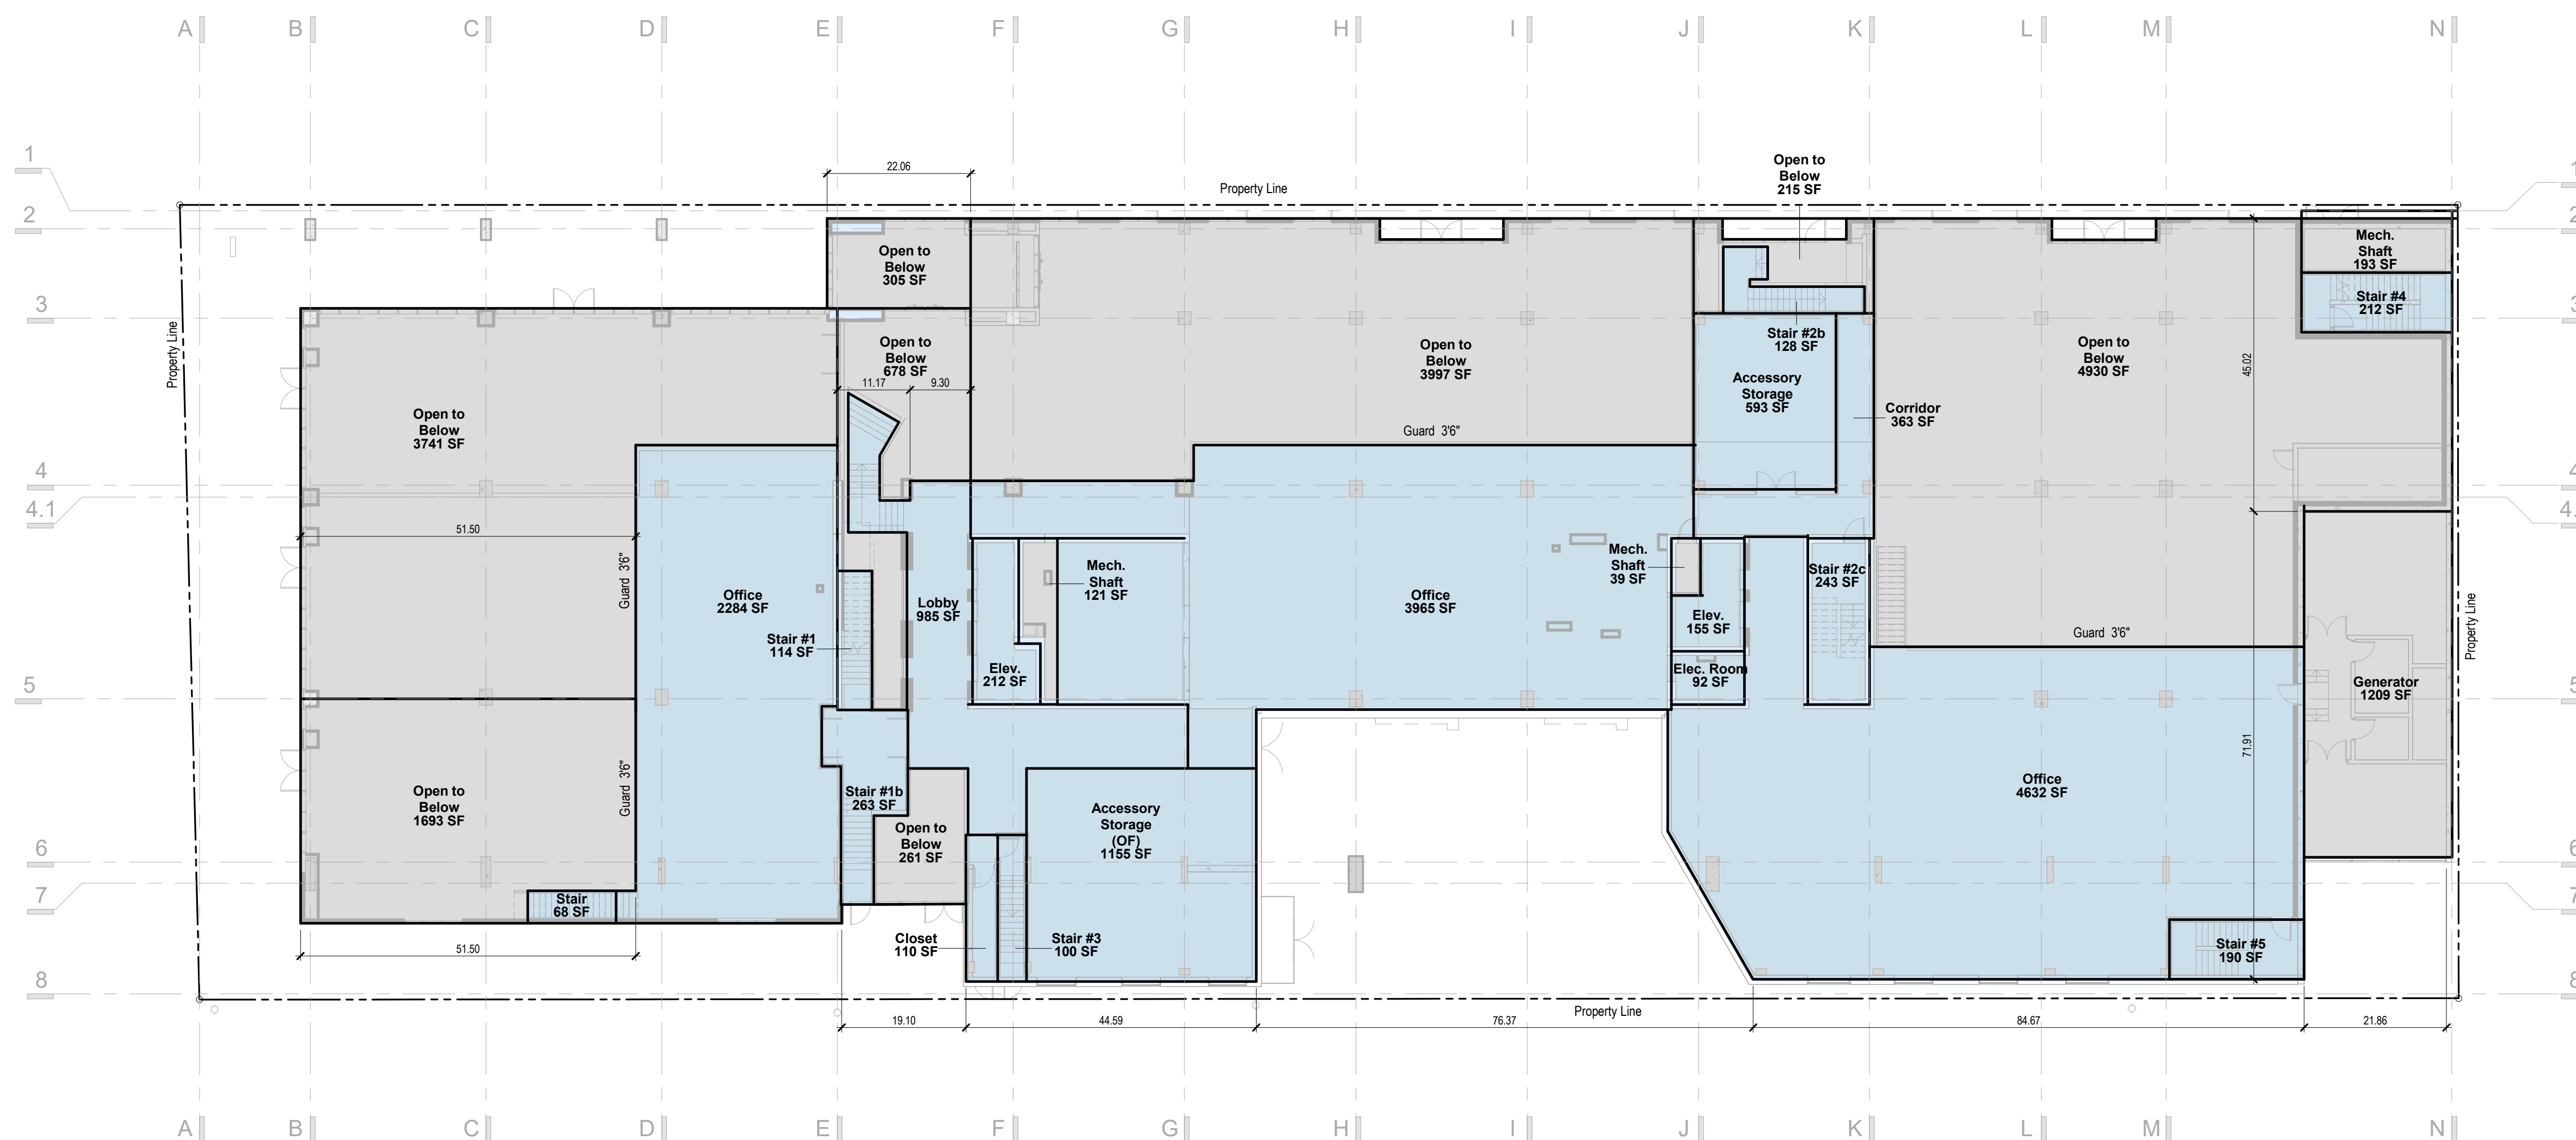 A B C D E F G H I J K L M N
1
Open to
Below
215 SF
22.06
Property Line
1
2
2
Open to
Below
305 SF
Mech.
Shaft
193 SF
Stair #4
212 SF
3
3
Property Line
Open to
Below
678 SF
11.17
9.30
Open to
Below
3997 SF
Stair #2b
128 SF
Open to
Below
4930 SF
45.02
Accessory
Storage
593 SF
Corridor
363 SF
Open to
Below
3741 SF
Guard 3'6"
4
4
4.1
4.
51.50
Guard 3'6"
Mech.
Shaft
121 SF
Mech.
Shaft
39 SF
Stair #2c
243 SF
Office
2284 SF
Lobby
985 SF
Office
3965 SF
Elev.
155 SF
Stair #1
114 SF
Guard 3'6"
Property Line
Elev.
212 SF
Elec. Room
92 SF
Generator
1209 SF
5
5
71.91
Guard 3'6"
Open to
Below
1693 SF
Stair #1b
263 SF
Office
4632 SF
Open to
Below
261 SF
Accessory
Storage
(OF)
1155 SF
6
6
7
7
Stair
68 SF
51.50
Closet
110 SF
Stair #3
100 SF
Stair #5
190 SF
8
8
Property Line
19.10
44.59
76.37
84.67
21.86
A B C D E F G H I J K L M N